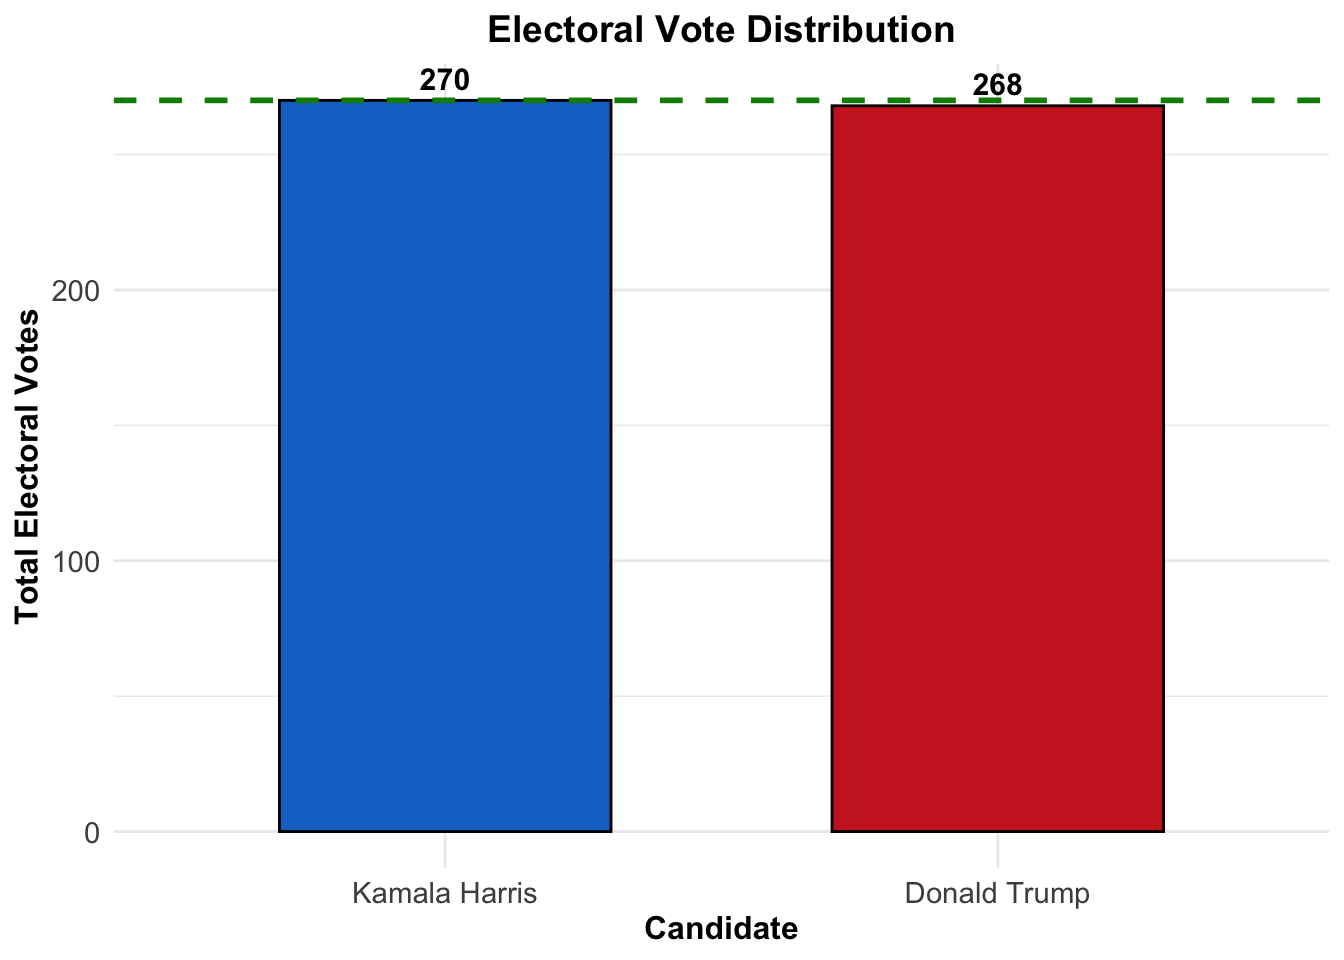 Electoral Vote Distribution
270
268
200
100
0
Total Electoral Votes
Kamala Harris
Donald Trump
Candidate